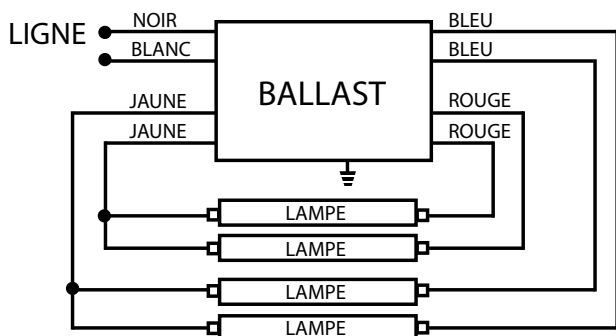 LIGNE
NOIR
BLANC
JAUNE
JAUNE
BALLAST
BLEU
BLEU
ROUGE
ROUGE
LAMPE
LAMPE
LAMPE
LAMPE